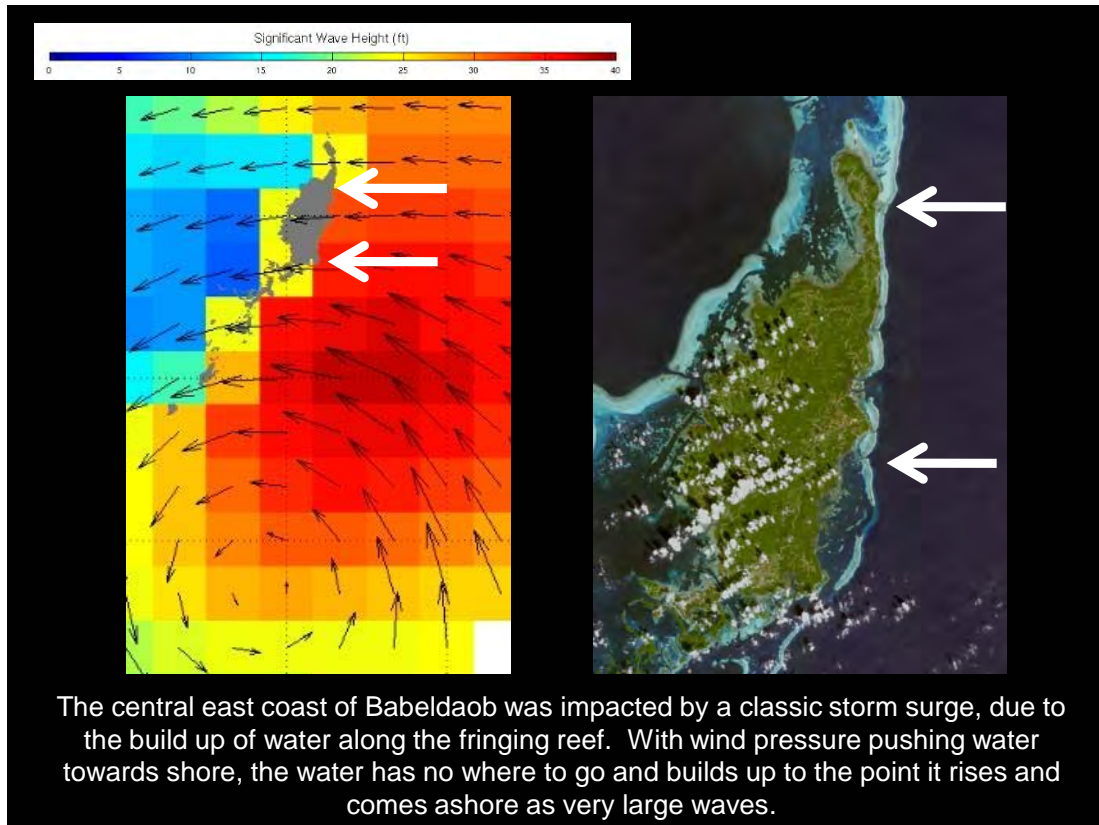 Significant Wave Height (ft)
0 5 10 15 20 25 30 35 40
The central east coast of Babeldaob was impacted by a classic storm surge, due to
the build up of water along the fringing reef.  With wind pressure pushing water
towards shore, the water has no where to go and builds up to the point it rises and
comes ashore as very large waves.